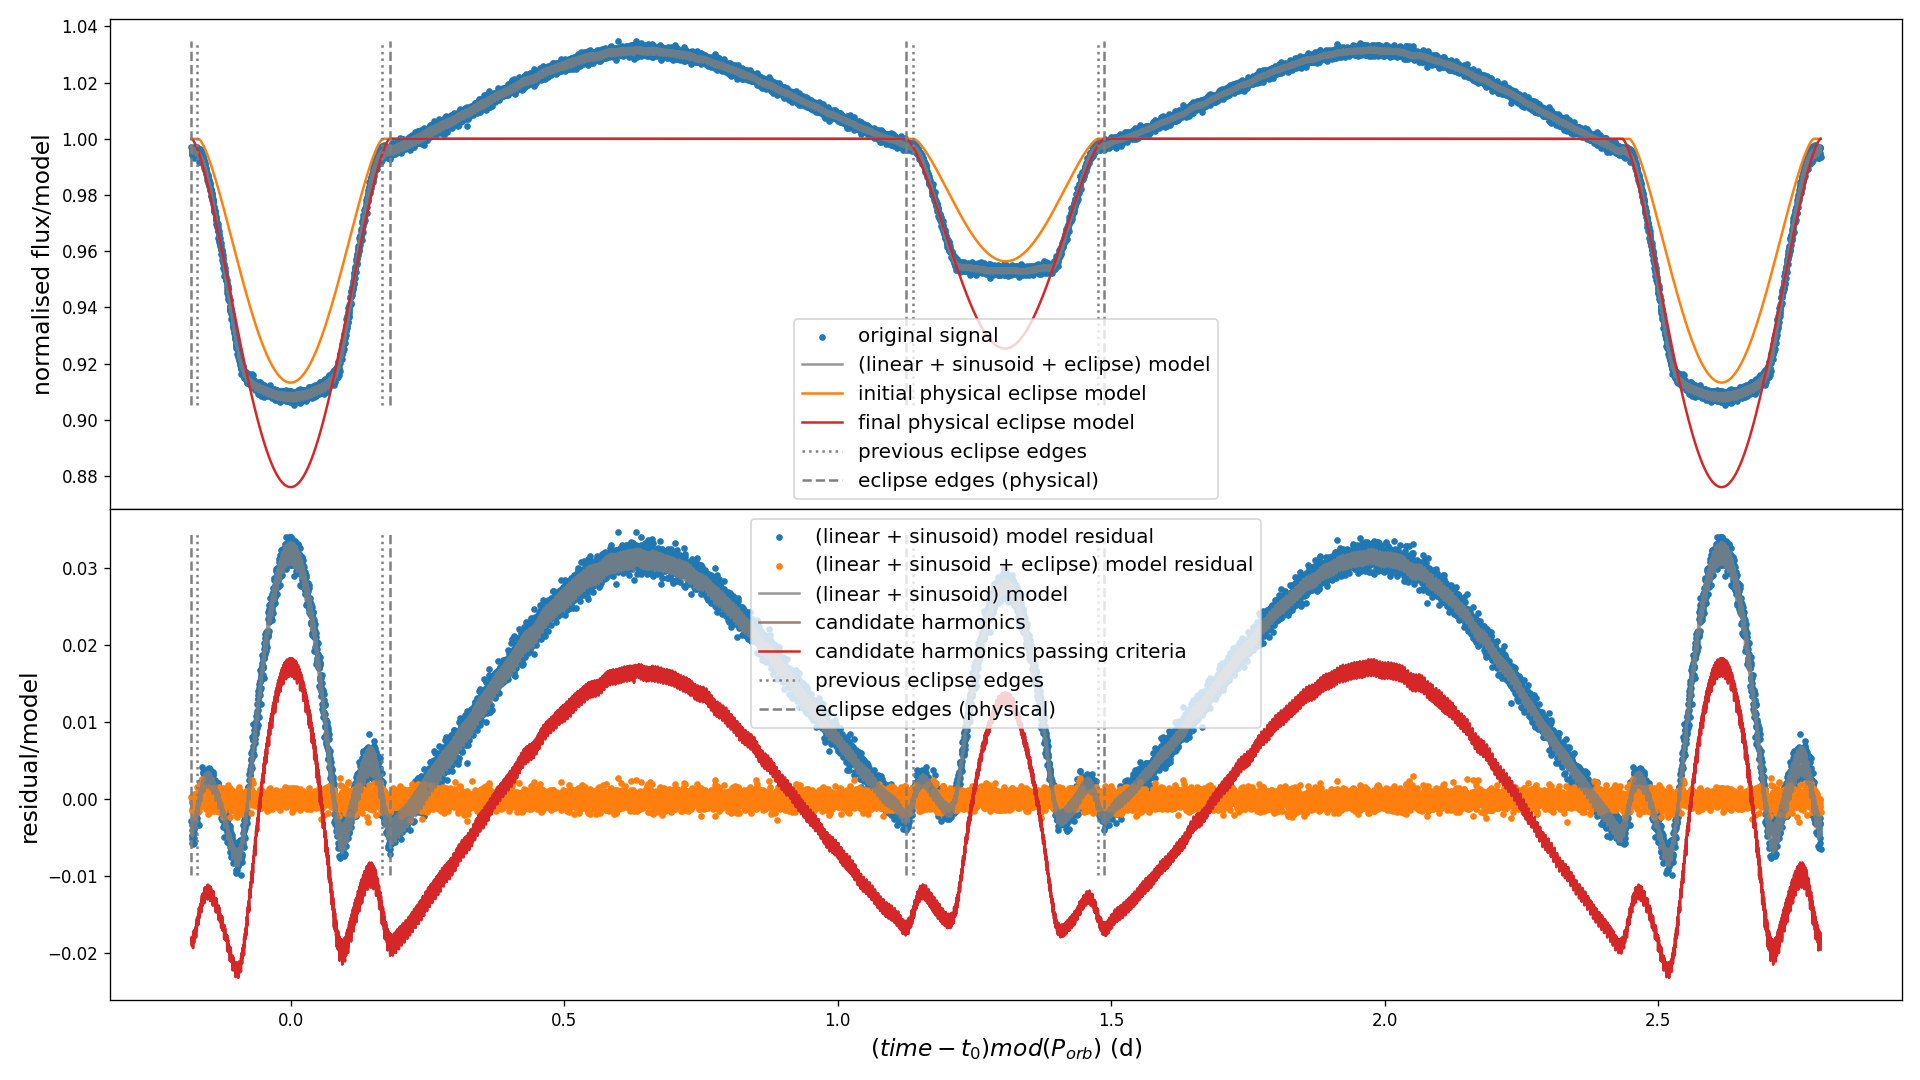 1.04
1.02
1.00
0.98
0.96
0.94
0.92
0.90
0.88
normalised flux/model
original signal
(linear + sinusoid + eclipse) model
initial physical eclipse model
final physical eclipse model
previous eclipse edges
eclipse edges (physical)
0.03
0.02
0.01
0.00
−0.01
−0.02
residual/model
(linear + sinusoid) model residual
(linear + sinusoid + eclipse) model residual
(linear + sinusoid) model
candidate harmonics
candidate harmonics passing criteria
previous eclipse edges
eclipse edges (physical)
0.0 0.5 1.0 1.5 2.0 2.5
(time − t₀)mod(P_orb) (d)